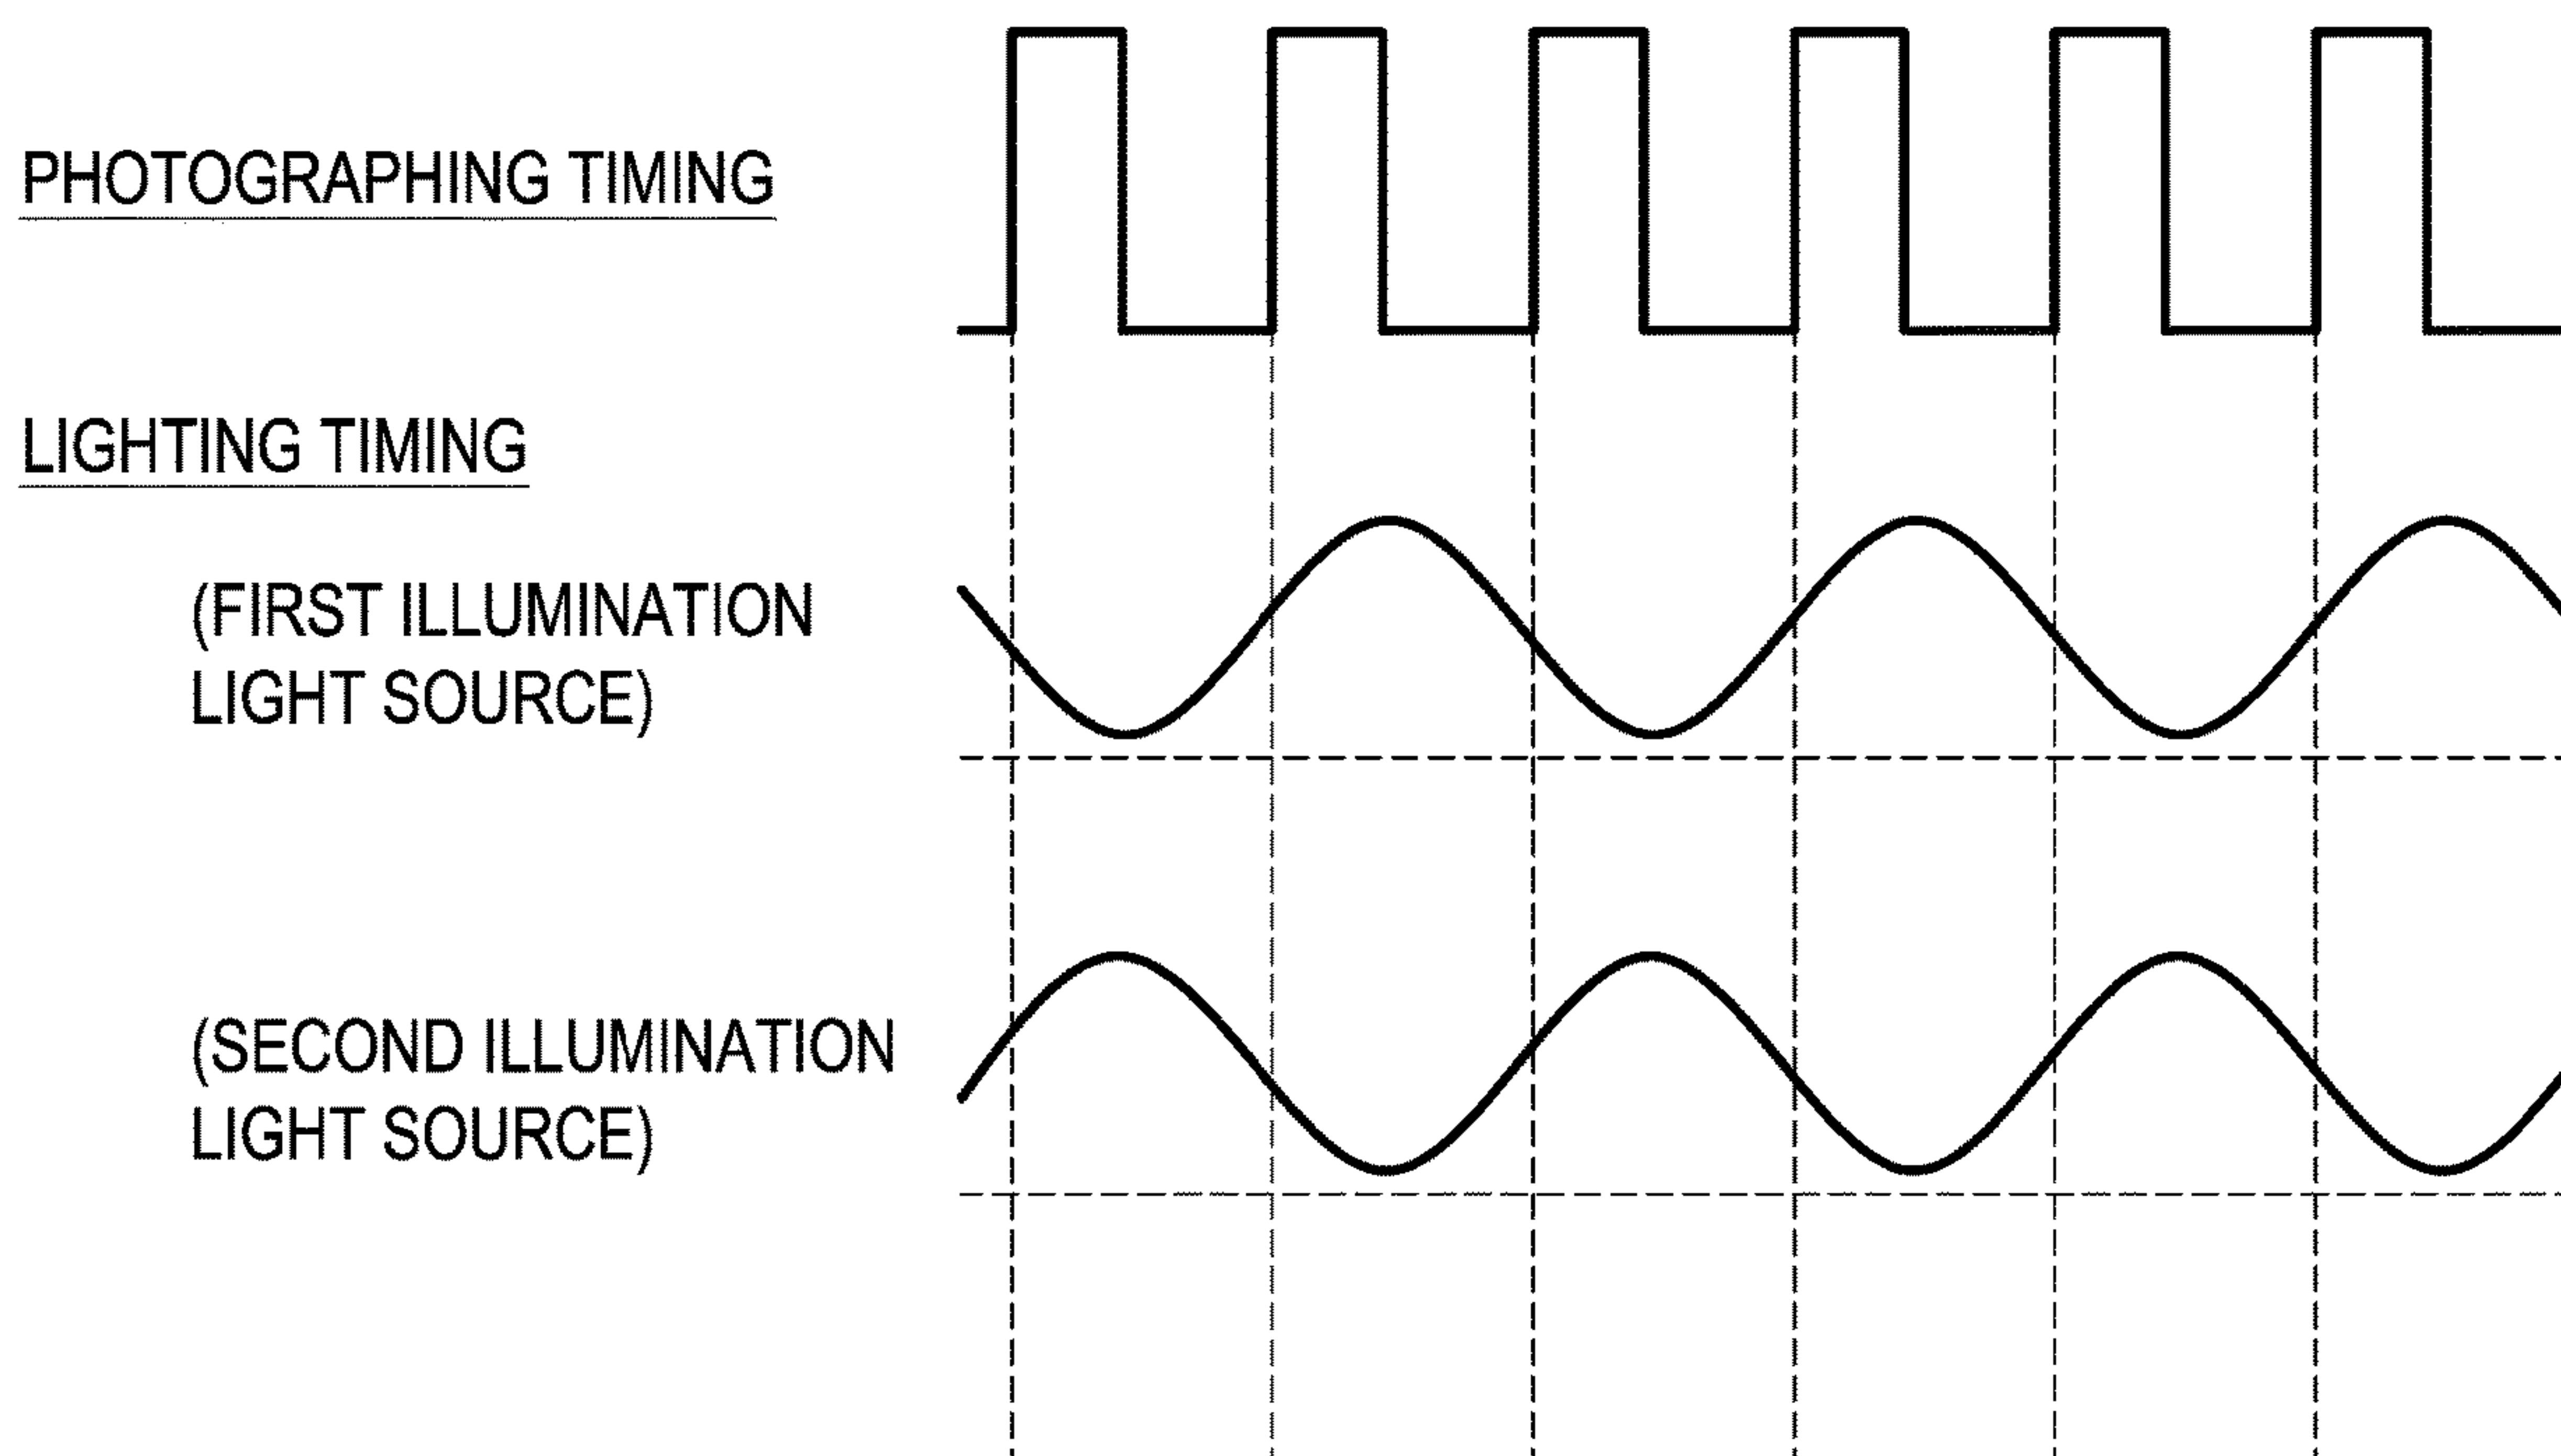 PHOTOGRAPHING TIMING
LIGHTING TIMING
(FIRST ILLUMINATION
LIGHT SOURCE)
(SECOND ILLUMINATION
LIGHT SOURCE)